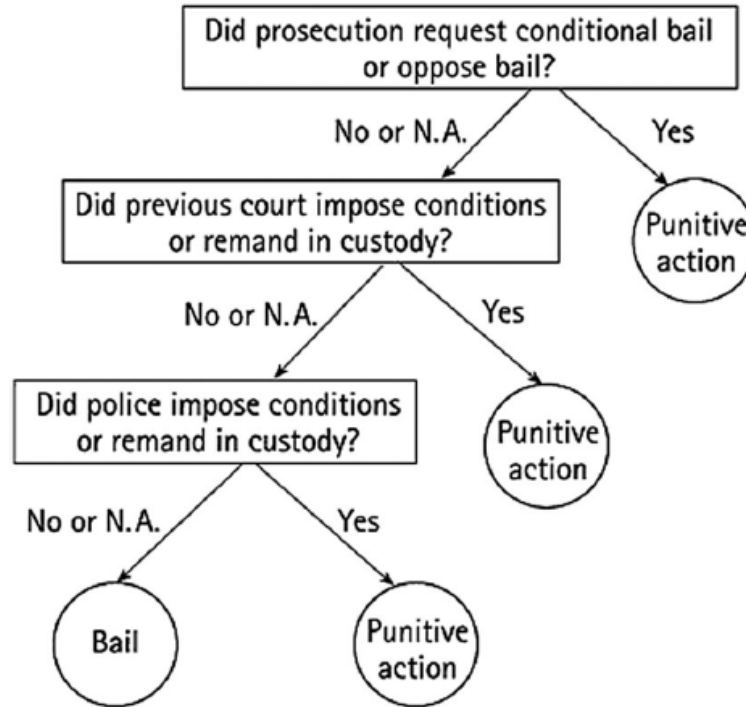 Did prosecution request conditional bail
or oppose bail?
No or N.A.
Yes
Punitive
action
Did previous court impose conditions
or remand in custody?
No or N.A.
Yes
Punitive
action
Did police impose conditions
or remand in custody?
No or N.A.
Yes
Bail
Punitive
action